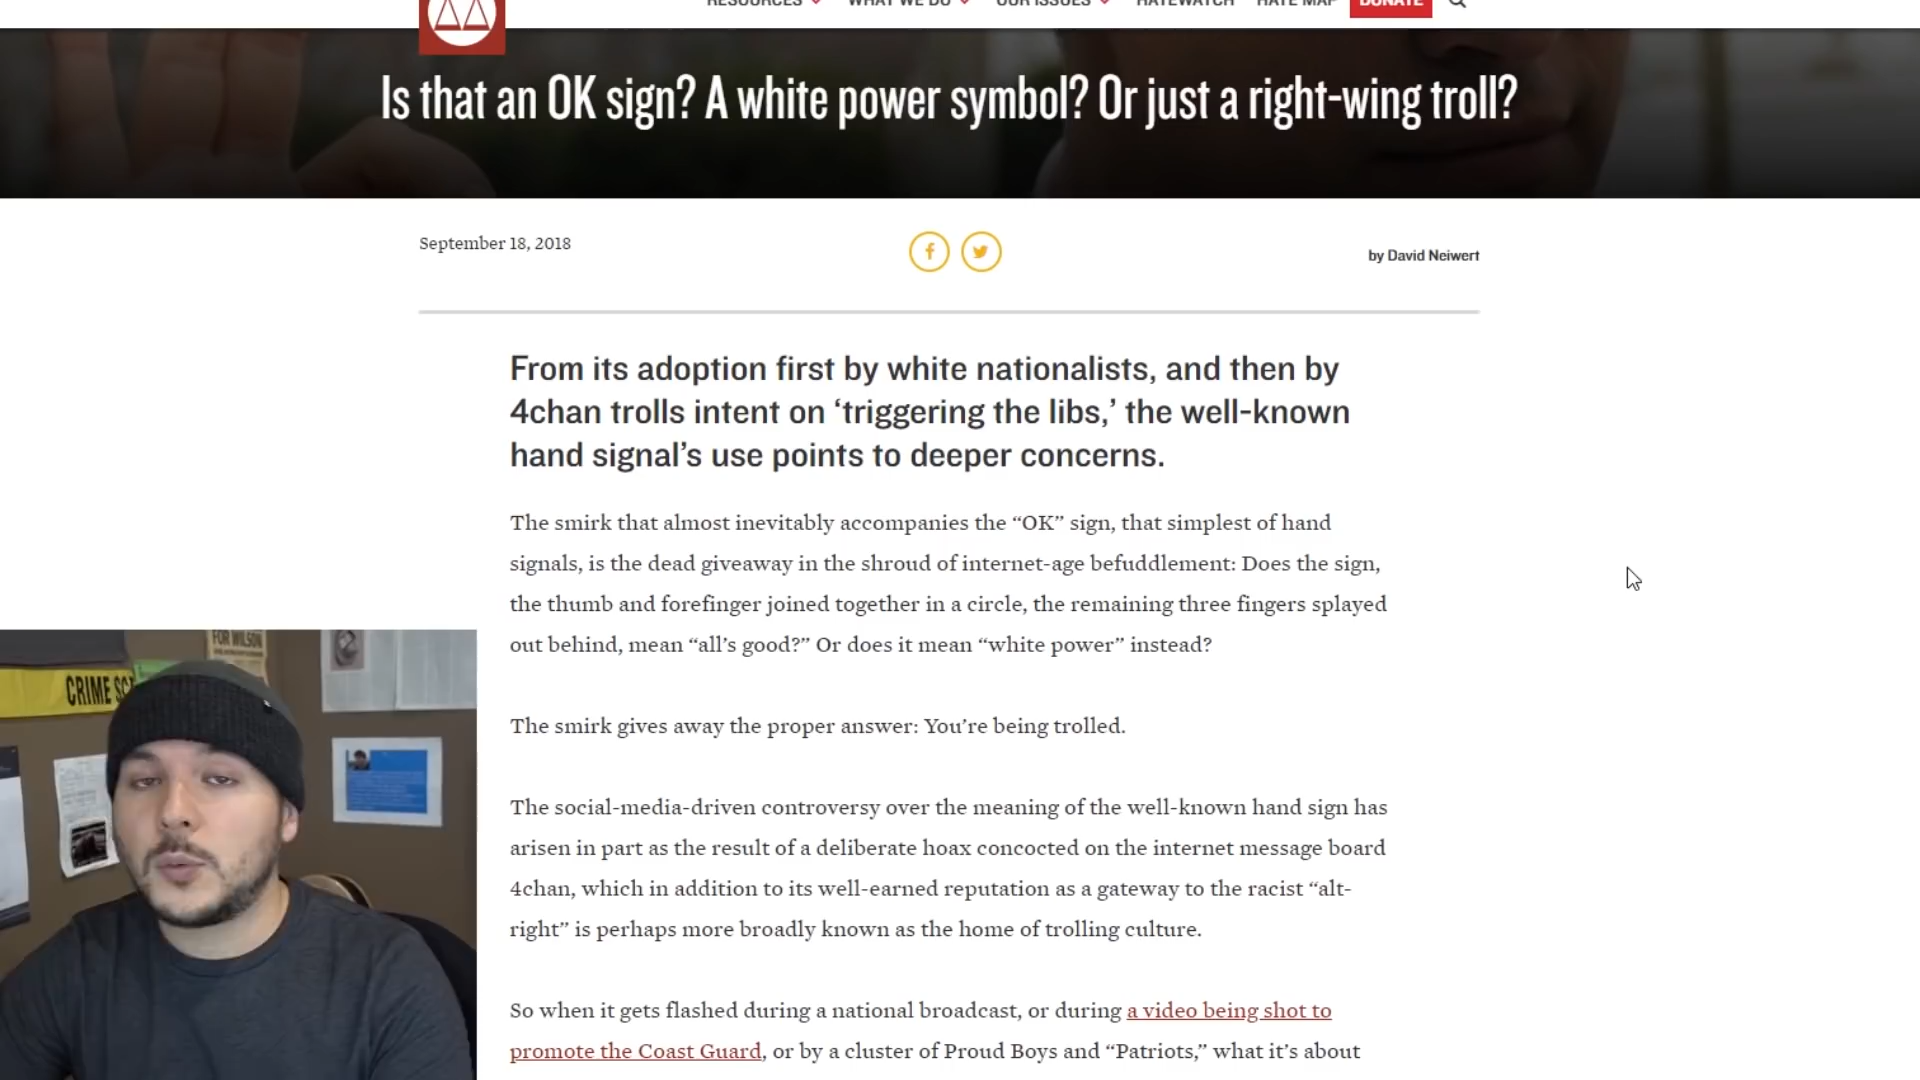 RESOURCES
WHAT WE DO
OUR ISSUES
HATEWATCH
HATE MAP
DONATE
Is that an OK sign? A white power symbol? Or just a right-wing troll?
September 18, 2018
by David Neiwert
From its adoption first by white nationalists, and then by
4chan trolls intent on ‘triggering the libs,’ the well-known
hand signal’s use points to deeper concerns.
The smirk that almost inevitably accompanies the “OK” sign, that simplest of hand
signals, is the dead giveaway in the shroud of internet-age befuddlement: Does the sign,
the thumb and forefinger joined together in a circle, the remaining three fingers splayed
out behind, mean “all’s good?” Or does it mean “white power” instead?
The smirk gives away the proper answer: You’re being trolled.
The social-media-driven controversy over the meaning of the well-known hand sign has
arisen in part as the result of a deliberate hoax concocted on the internet message board
4chan, which in addition to its well-earned reputation as a gateway to the racist “alt-
right” is perhaps more broadly known as the home of trolling culture.
So when it gets flashed during a national broadcast, or during a video being shot to
promote the Coast Guard, or by a cluster of Proud Boys and “Patriots,” what it’s about
FOR WILSON
CRIME SC